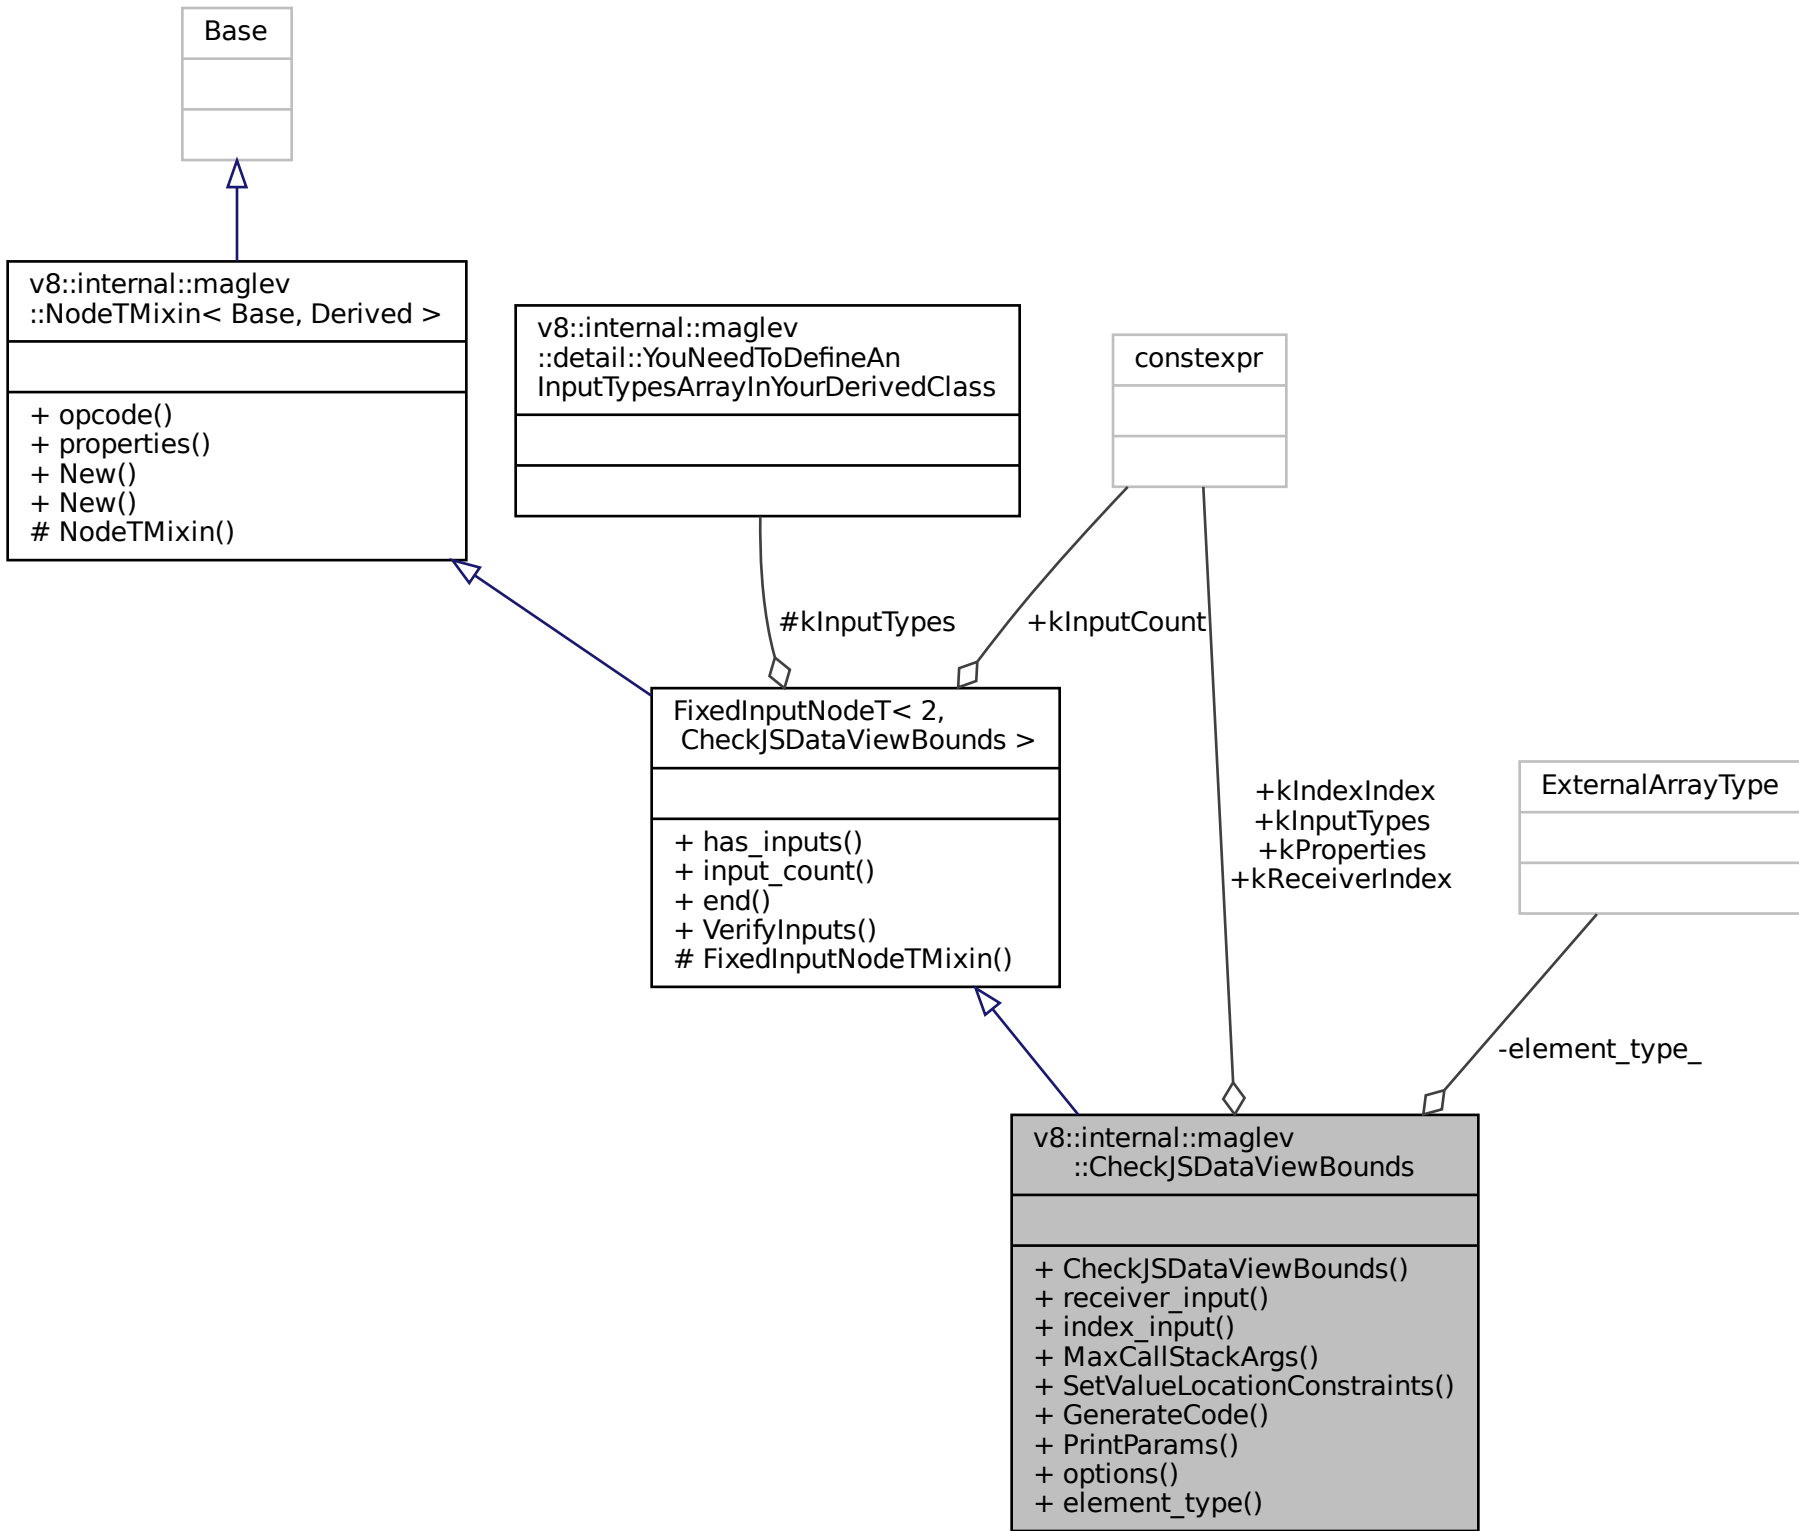 Base
v8::internal::maglev
::NodeTMixin< Base, Derived >
+ opcode()
+ properties()
+ New()
+ New()
# NodeTMixin()
v8::internal::maglev
::detail::YouNeedToDefineAn
InputTypesArrayInYourDerivedClass
constexpr
#kInputTypes
+kInputCount
FixedInputNodeT< 2,
CheckJSDataViewBounds >
+ has_inputs()
+ input_count()
+ end()
+ VerifyInputs()
# FixedInputNodeTMixin()
+kIndexIndex
+kInputTypes
+kProperties
+kReceiverIndex
ExternalArrayType
-element_type_
v8::internal::maglev
::CheckJSDataViewBounds
+ CheckJSDataViewBounds()
+ receiver_input()
+ index_input()
+ MaxCallStackArgs()
+ SetValueLocationConstraints()
+ GenerateCode()
+ PrintParams()
+ options()
+ element_type()